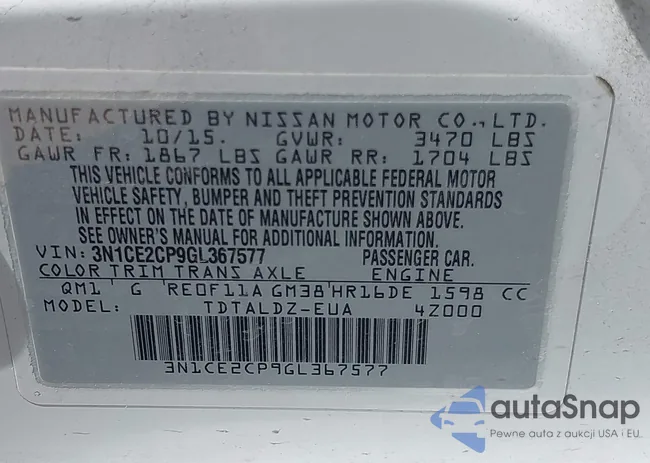 MANUFACTURED BY NISSAN MOTOR CO.,LTD.
DATE: 10/15. GVWR: 3470 LBS
GAWR FR: 1867 LBS GAWR RR: 1704 LBS
THIS VEHICLE CONFORMS TO ALL APPLICABLE FEDERAL MOTOR
VEHICLE SAFETY, BUMPER AND THEFT PREVENTION STANDARDS
IN EFFECT ON THE DATE OF MANUFACTURE SHOWN ABOVE.
SEE OWNER'S MANUAL FOR ADDITIONAL INFORMATION.
VIN: 3N1CE2CP9GL367577 PASSENGER CAR.
COLOR TRIM TRANS AXLE ENGINE
QM1 G RE0F11A GM38 HR16DE 1598 CC
MODEL: TDTALDZ-EUA 4Z000
3N1CE2CP9GL367577
autaSnap
Pewne auta z aukcji USA i EU